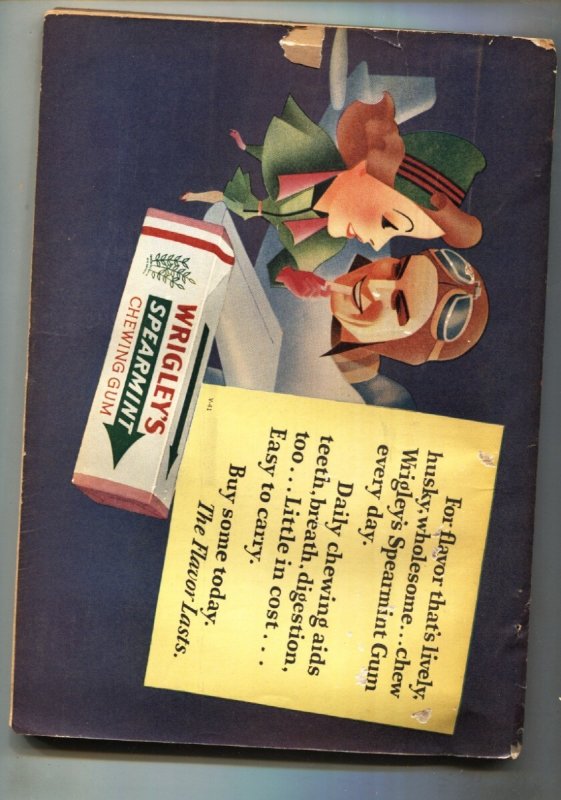 WRIGLEY'S
SPEARMINT
CHEWING GUM
V-41
For flavor that's lively,
husky, wholesome...chew
Wrigley's Spearmint Gum
every day.
Daily chewing aids
teeth, breath, digestion,
too...Little in cost...
Easy to carry.
Buy some today.
The Flavor Lasts.